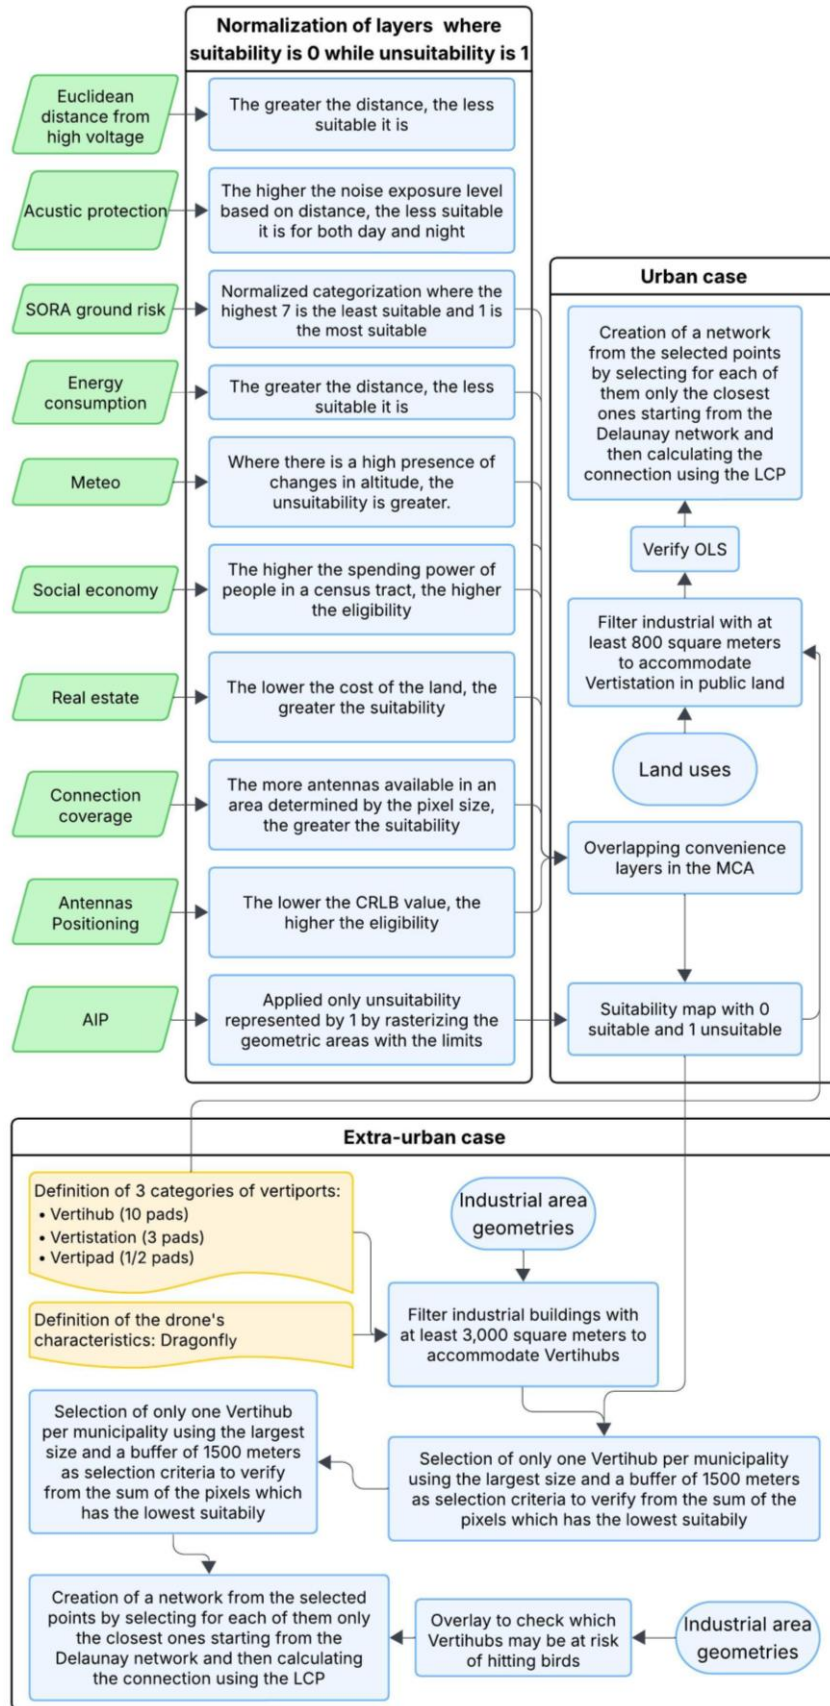 Normalization of layers where
suitability is 0 while unsuitability is 1
Euclidean
distance from
high voltage
The greater the distance, the less
suitable it is
Acustic protection
The higher the noise exposure level
based on distance, the less suitable
it is for both day and night
SORA ground risk
Normalized categorization where the
highest 7 is the least suitable and 1 is
the most suitable
Energy
consumption
The greater the distance, the less
suitable it is
Meteo
Where there is a high presence of
changes in altitude, the
unsuitability is greater.
Social economy
The higher the spending power of
people in a census tract, the higher
the eligibility
Real estate
The lower the cost of the land, the
greater the suitability
Connection
coverage
The more antennas available in an
area determined by the pixel size,
the greater the suitability
Antennas
Positioning
The lower the CRLB value, the
higher the eligibility
AIP
Applied only unsuitability
represented by 1 by rasterizing the
geometric areas with the limits
Urban case
Creation of a network
from the selected points
by selecting for each of
them only the closest
ones starting from the
Delaunay network and
then calculating the
connection using the LCP
Verify OLS
Filter industrial with at
least 800 square meters
to accommodate
Vertistation in public land
Land uses
Overlapping convenience
layers in the MCA
Suitability map with 0
suitable and 1 unsuitable
Extra-urban case
Definition of 3 categories of vertiports:
• Vertihub (10 pads)
• Vertistation (3 pads)
• Vertipad (1/2 pads)
Definition of the drone's
characteristics: Dragonfly
Industrial area
geometries
Filter industrial buildings with
at least 3,000 square meters to
accommodate Vertihubs
Selection of only one Vertihub per municipality
using the largest size and a buffer of 1500 meters
as selection criteria to verify from the sum of the
pixels which has the lowest suitabily
Selection of only one Vertihub
per municipality using the largest
size and a buffer of 1500 meters
as selection criteria to verify
from the sum of the pixels which
has the lowest suitabily
Creation of a network from the selected
points by selecting for each of them only
the closest ones starting from the
Delaunay network and then calculating
the connection using the LCP
Overlay to check which
Vertihubs may be at risk
of hitting birds
Industrial area
geometries